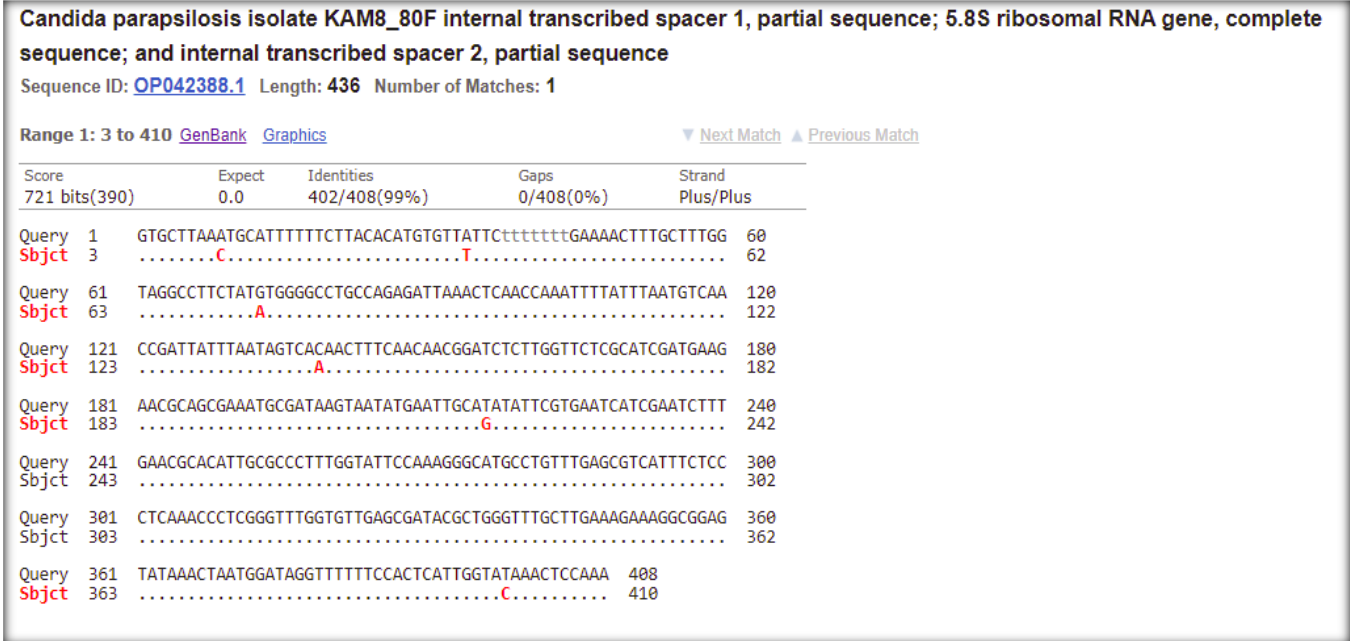 Candida parapsilosis isolate KAM8_80F internal transcribed spacer 1, partial sequence; 5.8S ribosomal RNA gene, complete
sequence; and internal transcribed spacer 2, partial sequence
Sequence ID: OP042388.1 Length: 436 Number of Matches: 1
Range 1: 3 to 410 GenBank Graphics ▼ Next Match ▲ Previous Match
Score Expect Identities Gaps Strand
721 bits(390) 0.0 402/408(99%) 0/408(0%) Plus/Plus
Query 1 GTGCTTAAATGCATTTTTTCTTACACATGTGTTATTCtttttttGAAAACTTTGCTTTGG 60
Sbjct 3 ........C........................T.......................... 62
Query 61 TAGGCCTTCTATGTGGGGCCTGCCAGAGATTAAACTCAACCAAATTTTATTTAATGTCAA 120
Sbjct 63 ............A............................................... 122
Query 121 CCGATTATTTAATAGTCACAACTTTCAACAACGGATCTCTTGGTTCTCGCATCGATGAAG 180
Sbjct 123 ..................A......................................... 182
Query 181 AACGCAGCGAAATGCGATAAGTAATATGAATTGCATATATTCGTGAATCATCGAATCTTT 240
Sbjct 183 ...................................G........................ 242
Query 241 GAACGCACATTGCGCCCTTTGGTATTCCAAAGGGCATGCCTGTTTGAGCGTCATTTCTCC 300
Sbjct 243 ............................................................ 302
Query 301 CTCAAACCCTCGGGTTTGGTGTTGAGCGATACGCTGGGTTTGCTTGAAAGAAAGGCGGAG 360
Sbjct 303 ............................................................ 362
Query 361 TATAAACTAATGGATAGGTTTTTTCCACTCATTGGTATAAACTCCAAA 408
Sbjct 363 .....................................C.......... 410